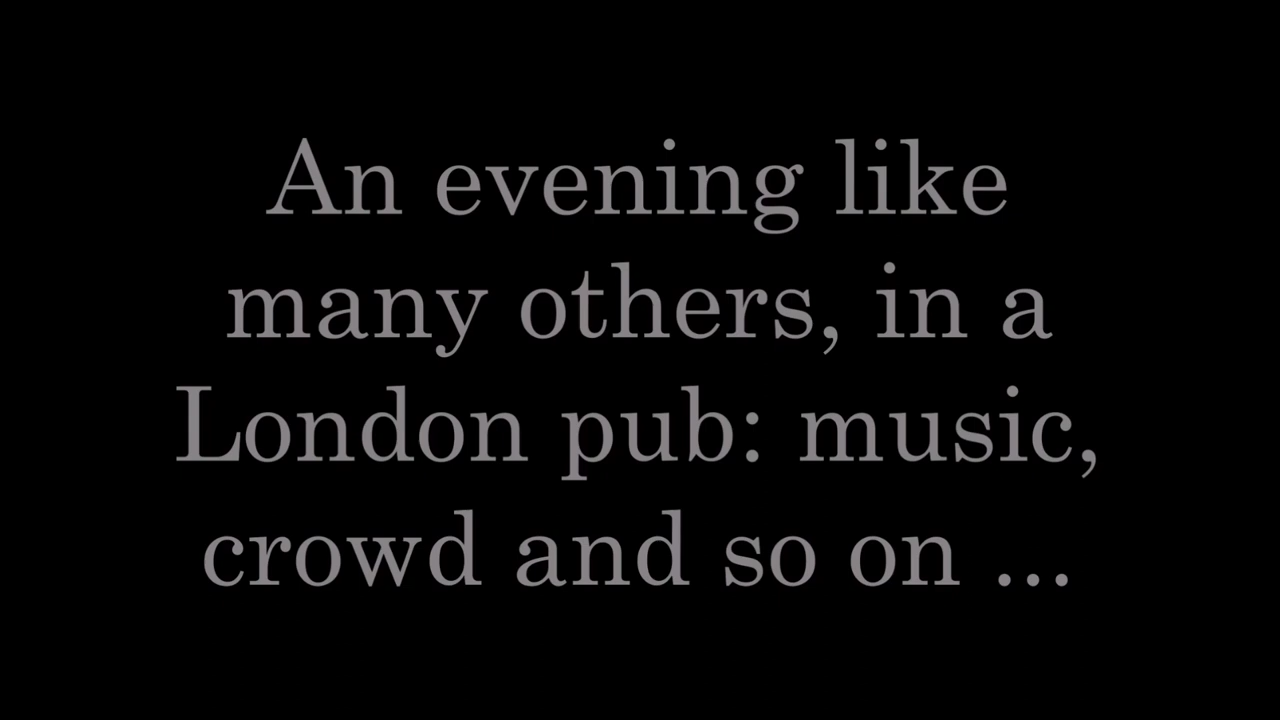 An evening like
many others, in a
London pub: music,
crowd and so on ...